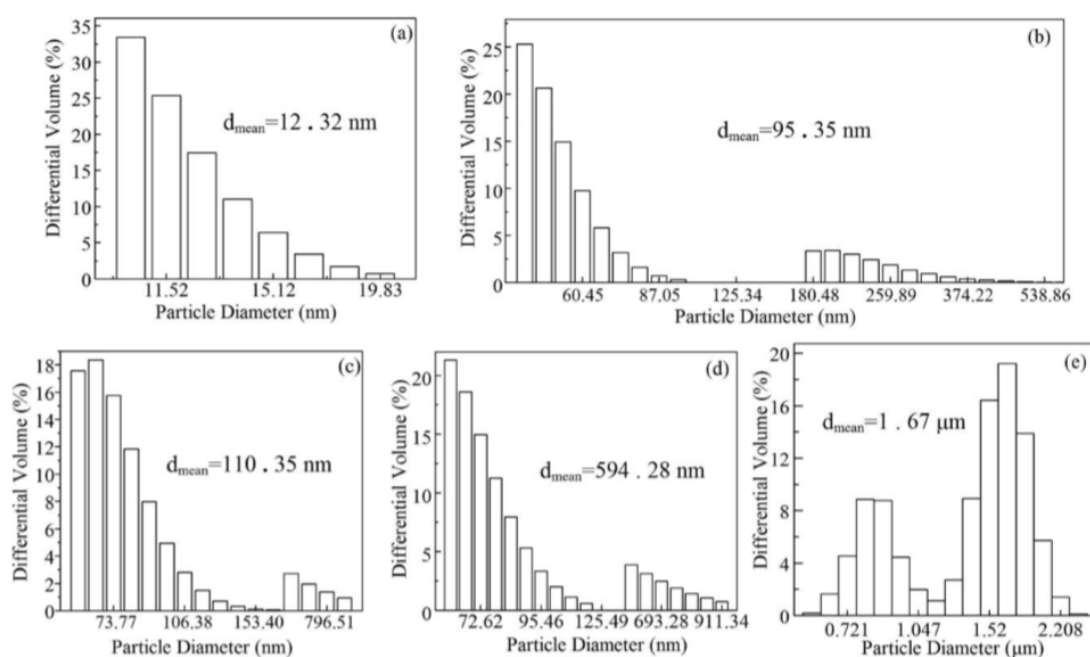 (a)
Differential Volume (%)
35
30
25
20
15
10
5
0
d_mean=12 . 32 nm
11.52 15.12 19.83
Particle Diameter (nm)
(b)
Differential Volume (%)
25
20
15
10
5
0
d_mean=95 . 35 nm
60.45 87.05 125.34 180.48 259.89 374.22 538.86
Particle Diameter (nm)
(c)
Differential Volume (%)
18
16
14
12
10
8
6
4
2
0
d_mean=110 . 35 nm
73.77 106.38 153.40 796.51
Particle Diameter (nm)
(d)
Differential Volume (%)
20
15
10
5
0
d_mean=594 . 28 nm
72.62 95.46 125.49 693.28 911.34
Particle Diameter (nm)
(e)
Differential Volume (%)
20
16
12
8
4
0
d_mean=1 . 67 μm
0.721 1.047 1.52 2.208
Particle Diameter (μm)